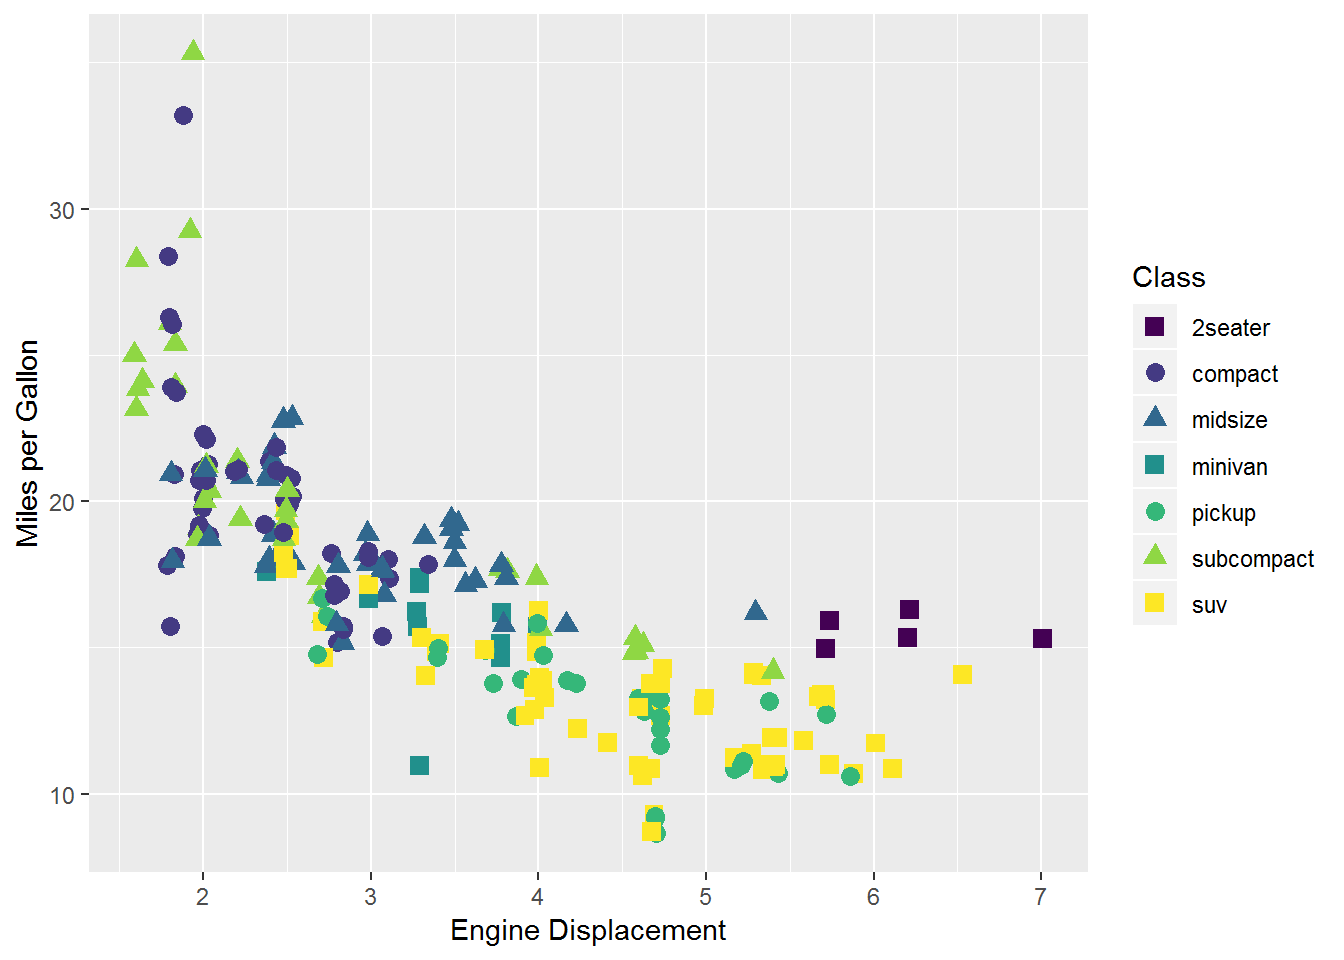 Miles per Gallon
30
20
10
2
3
4
5
6
7
Engine Displacement
Class
2seater
compact
midsize
minivan
pickup
subcompact
suv